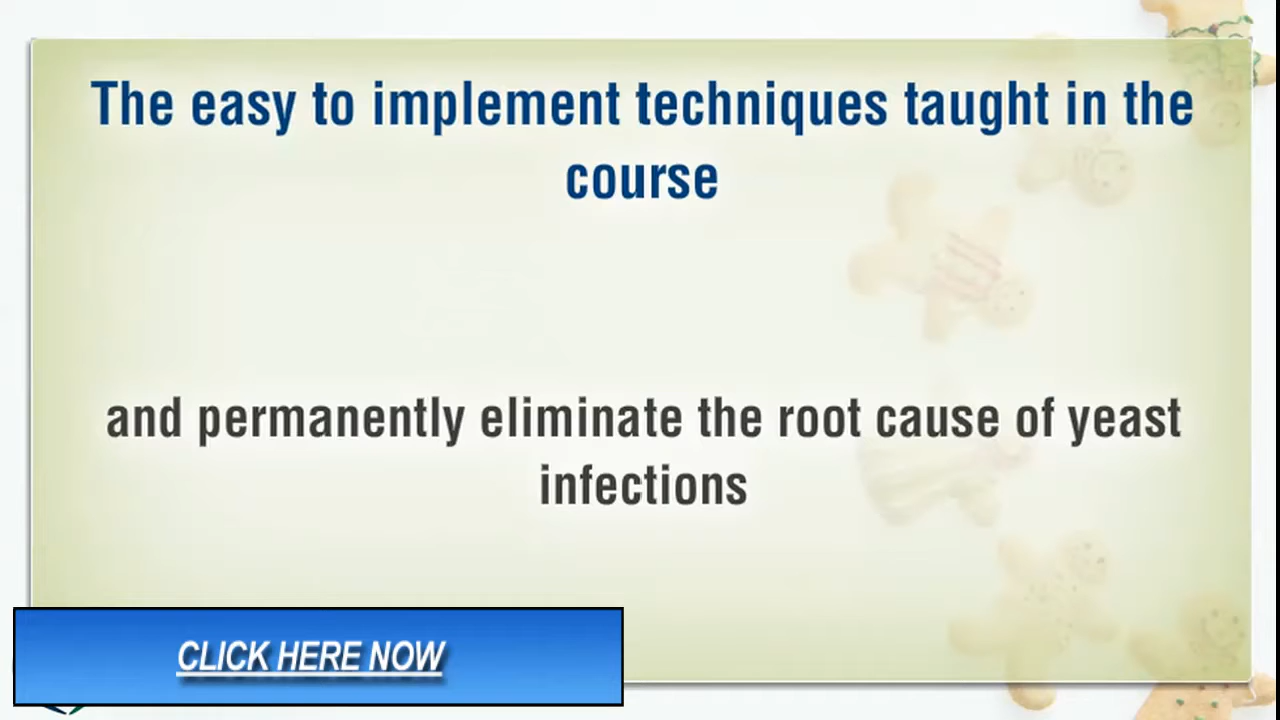 The easy to implement techniques taught in the
course
and permanently eliminate the root cause of yeast
infections
CLICK HERE NOW